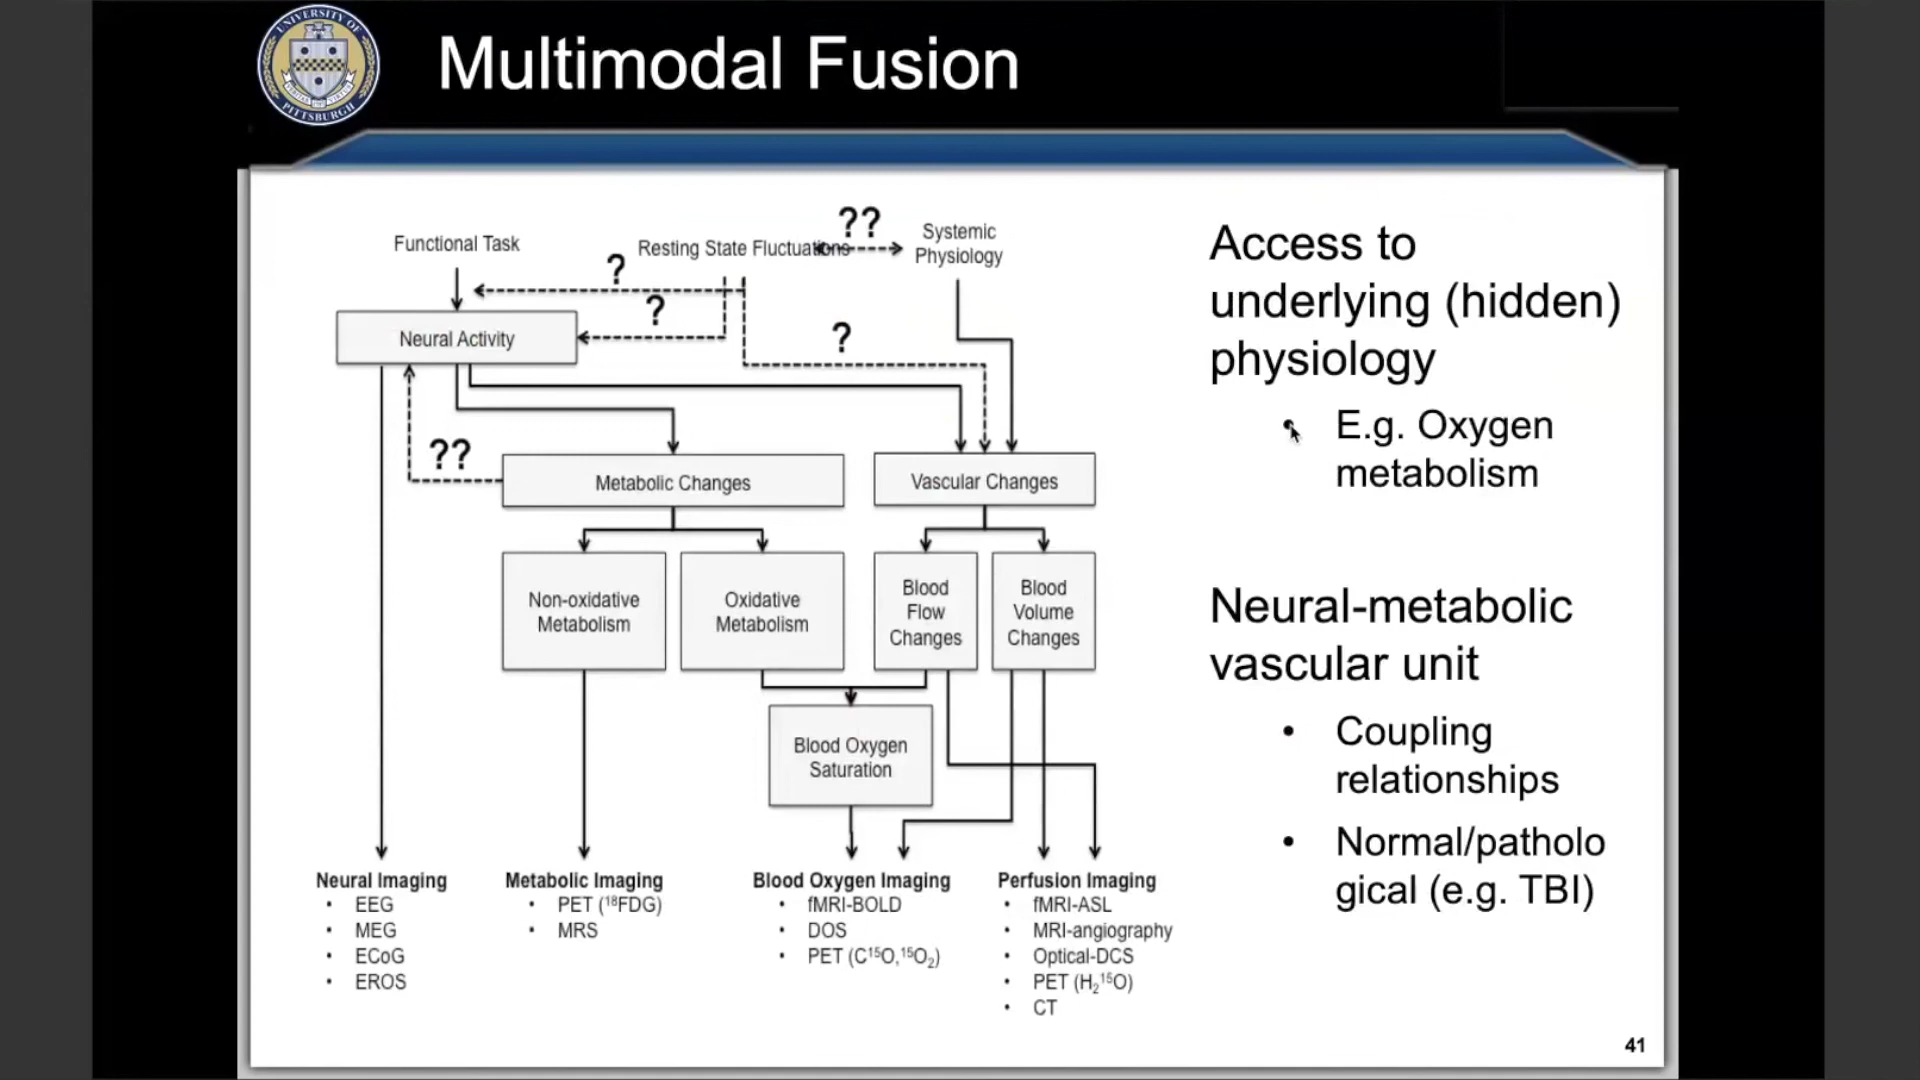 UNIVERSITY OF
PITTSBURGH
Multimodal Fusion
Functional Task
Resting State Fluctuations
??
Systemic
Physiology
?
?
?
Neural Activity
??
Metabolic Changes
Vascular Changes
Non-oxidative
Metabolism
Oxidative
Metabolism
Blood
Flow
Changes
Blood
Volume
Changes
Blood Oxygen
Saturation
Neural Imaging
• EEG
• MEG
• ECoG
• EROS
Metabolic Imaging
• PET (¹⁸FDG)
• MRS
Blood Oxygen Imaging
• fMRI-BOLD
• DOS
• PET (C¹⁵O,¹⁵O₂)
Perfusion Imaging
• fMRI-ASL
• MRI-angiography
• Optical-DCS
• PET (H₂¹⁵O)
• CT
Access to
underlying (hidden)
physiology
• E.g. Oxygen
metabolism
Neural-metabolic
vascular unit
• Coupling
relationships
• Normal/patholo
gical (e.g. TBI)
41